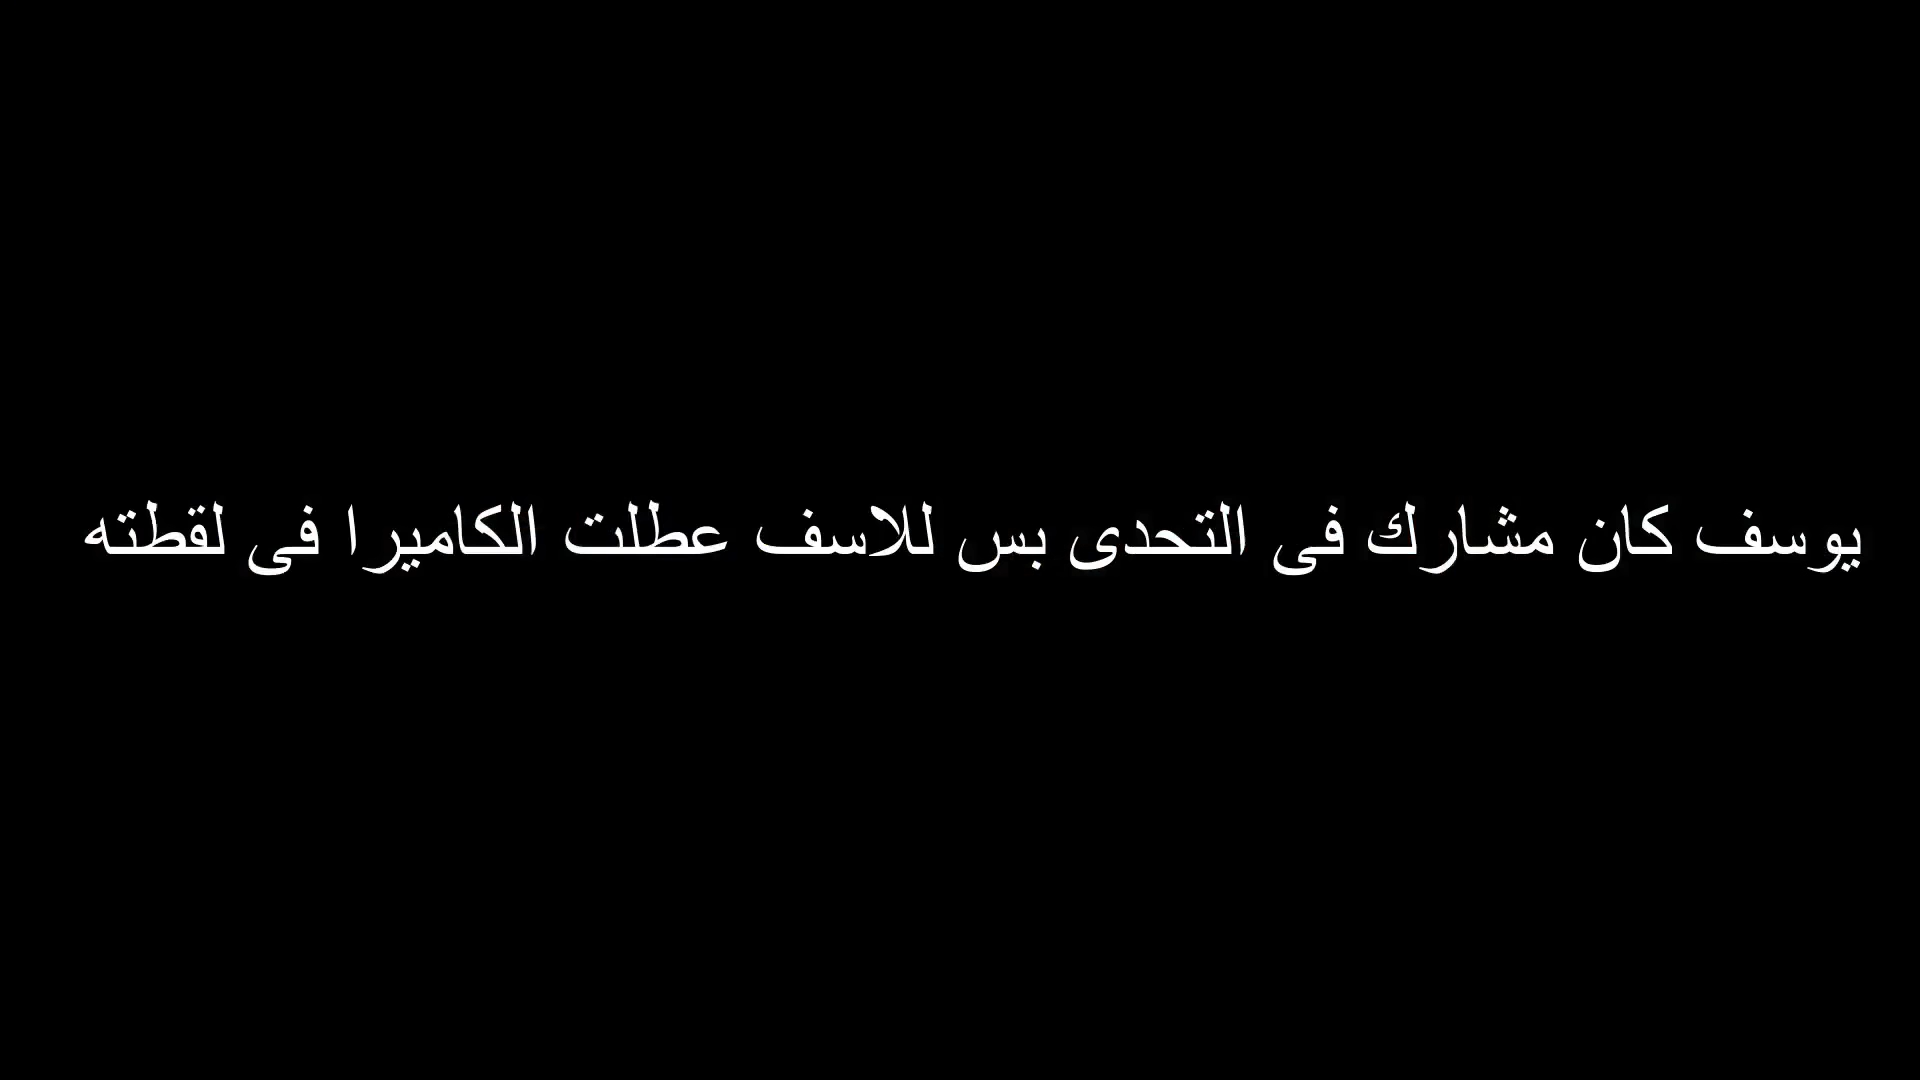 يوسف كان مشارك فى التحدى بس للاسف عطلت الكاميرا فى لقطته